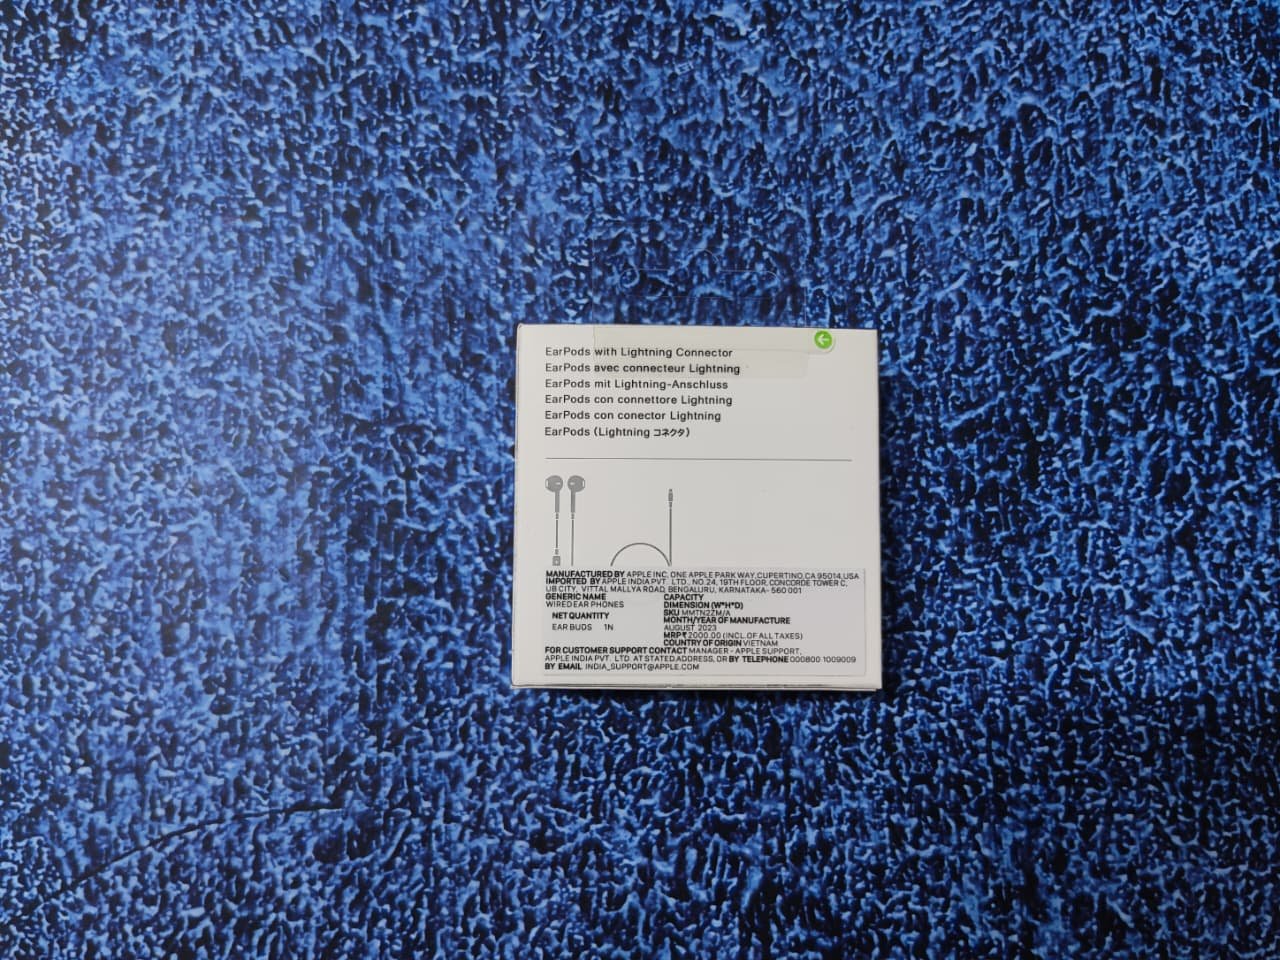 EarPods with Lightning Connector
EarPods avec connecteur Lightning
EarPods mit Lightning-Anschluss
EarPods con connettore Lightning
EarPods con conector Lightning
EarPods (Lightning コネクタ)
MANUFACTURED BY APPLE INC, ONE APPLE PARK WAY, CUPERTINO, CA 95014, USA
IMPORTED BY APPLE INDIA PVT. LTD., NO. 24, 19TH FLOOR, CONCORDE TOWER C,
UB CITY, VITTAL MALLYA ROAD, BENGALURU, KARNATAKA- 560 001
GENERIC NAME
WIRED EAR PHONES
NET QUANTITY
EAR BUDS 1N
CAPACITY
DIMENSION (W*H*D)
SKU MMTN2ZM/A
MONTH/YEAR OF MANUFACTURE
AUGUST 2023
MRP ₹ 2000.00 (INCL. OF ALL TAXES)
COUNTRY OF ORIGIN VIETNAM
FOR CUSTOMER SUPPORT CONTACT MANAGER - APPLE SUPPORT,
APPLE INDIA PVT. LTD. AT STATED ADDRESS, OR BY TELEPHONE 000800 1009009
BY EMAIL INDIA_SUPPORT@APPLE.COM